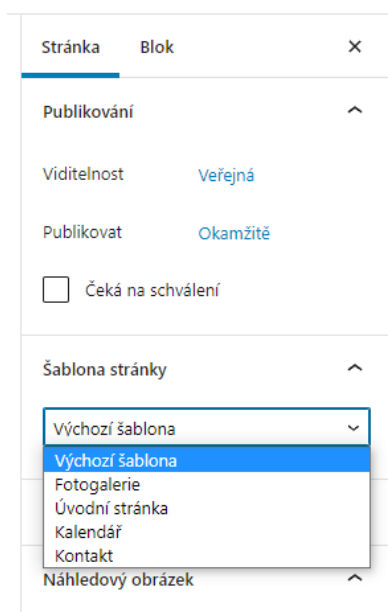 Stránka Blok
Publikování
Viditelnost Veřejná
Publikovat Okamžitě
Čeká na schválení
Šablona stránky
Výchozí šablona
Výchozí šablona
Fotogalerie
Úvodní stránka
Kalendář
Kontakt
Náhledový obrázek